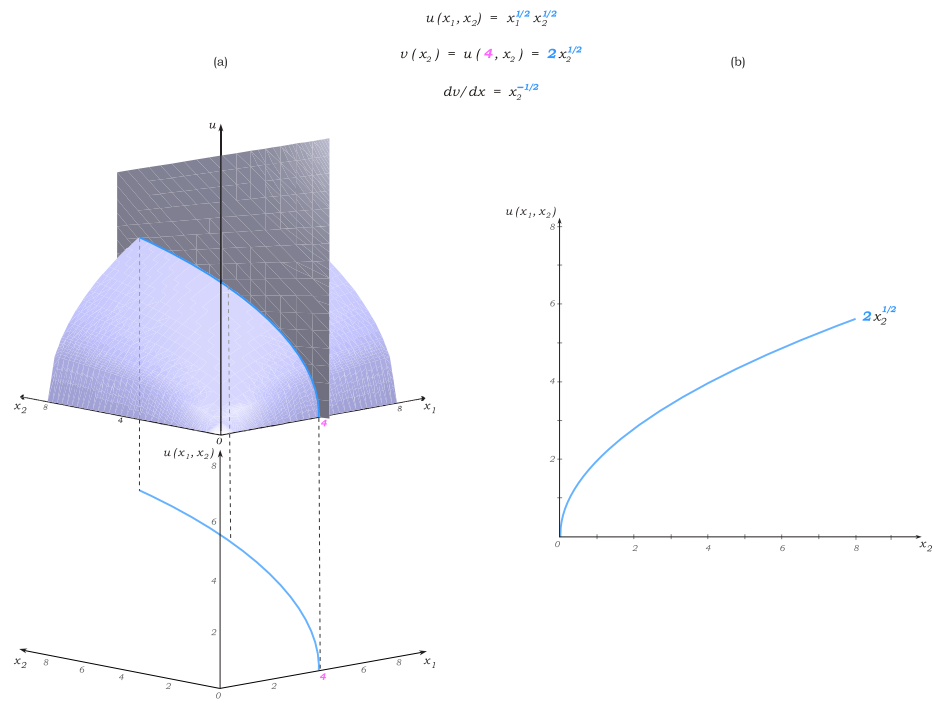 u(x₁, x₂) = x₁^1/2 x₂^1/2
υ(x₂) = u(4, x₂) = 2x₂^1/2
dυ/dx = x₂^−1/2
(a)
(b)
u
x₂
8
4
0
4
8
x₁
u(x₁, x₂)
8
6
4
2
x₂
8
6
4
2
0
2
4
6
8
x₁
u(x₁, x₂)
8
6
4
2
0
2
4
6
8
x₂
2x₂^1/2